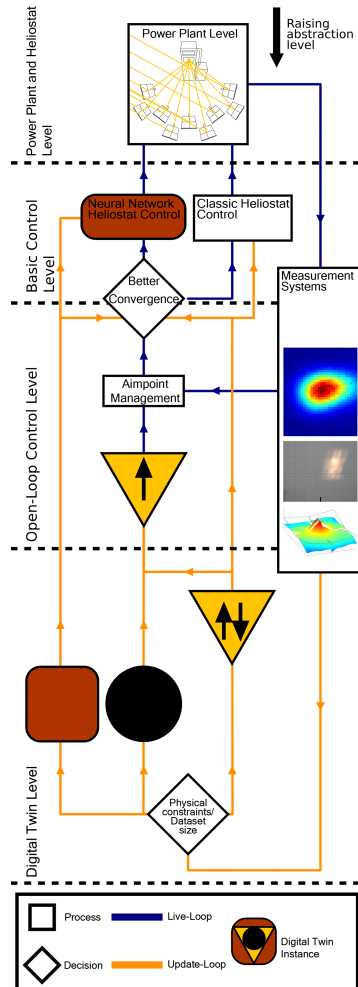 Power Plant and Heliostat
Level
Power Plant Level
Raising
abstraction
level
Basic Control
Level
Neural Network
Heliostat Control
Classic Heliostat
Control
Better
Convergence
Measurement
Systems
Open-Loop Control Level
Aimpoint
Management
Digital Twin Level
Physical
constraints/
Dataset
size
Process
Live-Loop
Decision
Update-Loop
Digital Twin
Instance